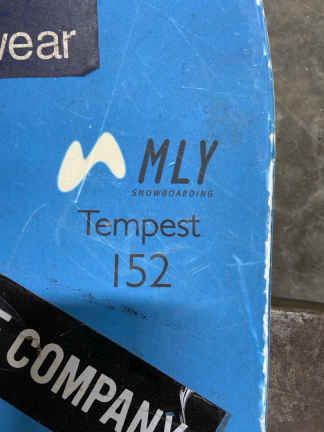 wear
MLY
SNOWBOARDING
Tempest
152
COMPANY